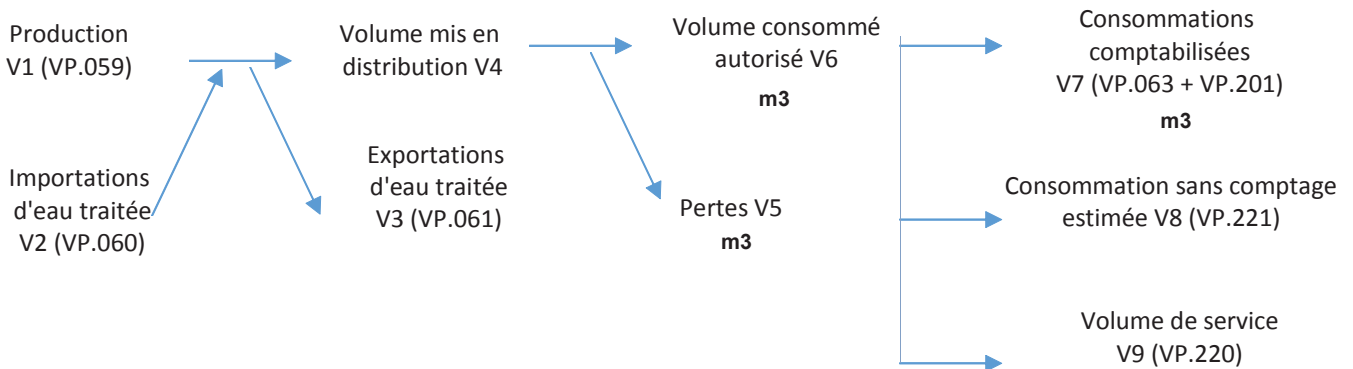 Production
V1 (VP.059)
Importations
d'eau traitée
V2 (VP.060)
Volume mis en
distribution V4
Exportations
d'eau traitée
V3 (VP.061)
Volume consommé
autorisé V6
m3
Pertes V5
m3
Consommations
comptabilisées
V7 (VP.063 + VP.201)
m3
Consommation sans comptage
estimée V8 (VP.221)
Volume de service
V9 (VP.220)